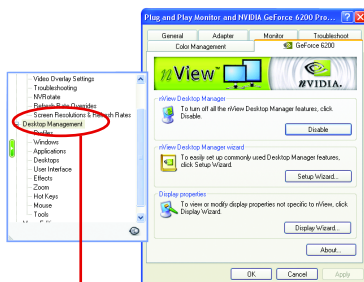 Plug and Play Monitor and NVIDIA GeForce 6200 Pro...
General
Adapter
Monitor
Troubleshoot
Color Management
GeForce 6200
nView
nVIDIA.
nView Desktop Manager
To turn off all the nView Desktop Manager features, click
Disable.
Disable
nView Desktop Manager wizard
To easily set up commonly used Desktop Manager features,
click Setup Wizard.
Setup Wizard...
Display properties
To view or modify display properties not specific to nView, click
Display Wizard.
Display Wizard...
About...
OK
Cancel
Apply
Video Overlay Settings
Troubleshooting
NVRotate
Refresh Rate Overrides
Screen Resolutions & Refresh Rates
Desktop Management
Profiles
Windows
Applications
Desktops
User Interface
Effects
Zoom
Hot Keys
Mouse
Tools